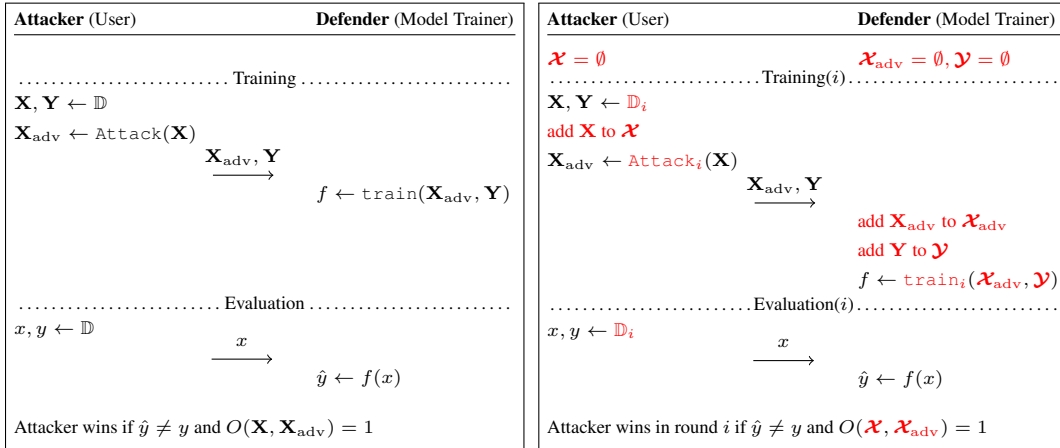 Attacker (User) Defender (Model Trainer)
Training
X, Y ← 𝔻
X_adv ← Attack(X)
X_adv, Y
f ← train(X_adv, Y)
Evaluation
x, y ← 𝔻
x
ŷ ← f(x)
Attacker wins if ŷ ≠ y and O(X, X_adv) = 1
Attacker (User) Defender (Model Trainer)
𝓧 = ∅ 𝓧_adv = ∅, 𝓨 = ∅
Training(i)
X, Y ← 𝔻_i
add X to 𝓧
X_adv ← Attack_i(X)
X_adv, Y
add X_adv to 𝓧_adv
add Y to 𝓨
f ← train_i(𝓧_adv, 𝓨)
Evaluation(i)
x, y ← 𝔻_i
x
ŷ ← f(x)
Attacker wins in round i if ŷ ≠ y and O(𝓧, 𝓧_adv) = 1